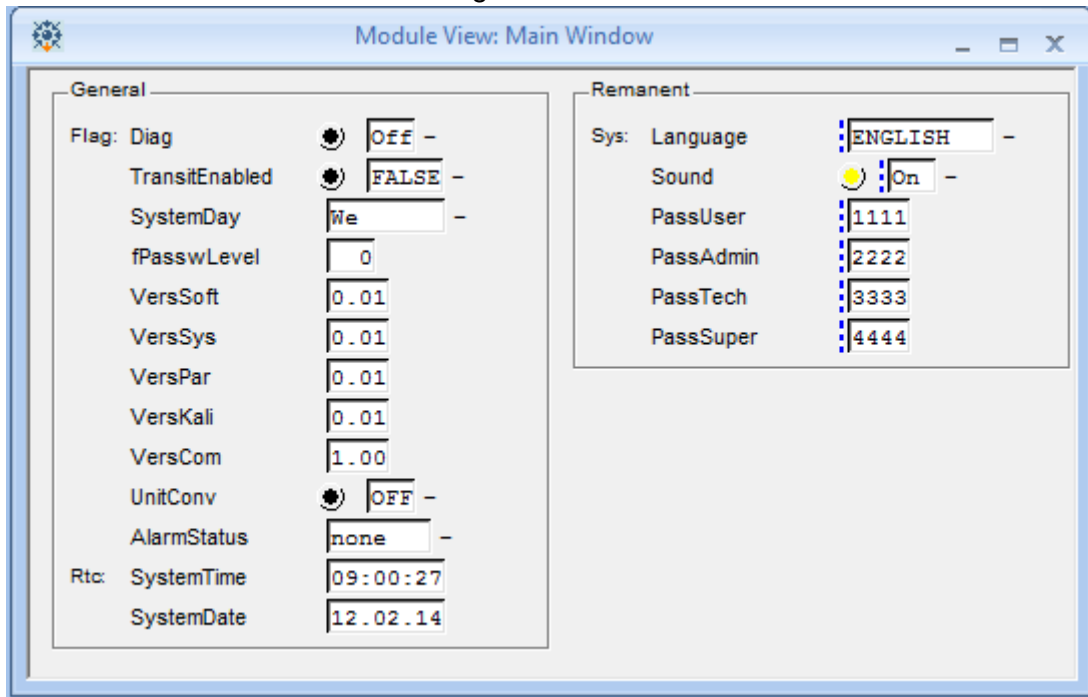 Module View: Main Window
General
Flag: Diag Off -
TransitEnabled FALSE -
SystemDay We -
fPasswLevel 0
VersSoft 0.01
VersSys 0.01
VersPar 0.01
VersKali 0.01
VersCom 1.00
UnitConv OFF -
AlarmStatus none -
Rtc: SystemTime 09:00:27
SystemDate 12.02.14
Remanent
Sys: Language ENGLISH -
Sound On -
PassUser 1111
PassAdmin 2222
PassTech 3333
PassSuper 4444